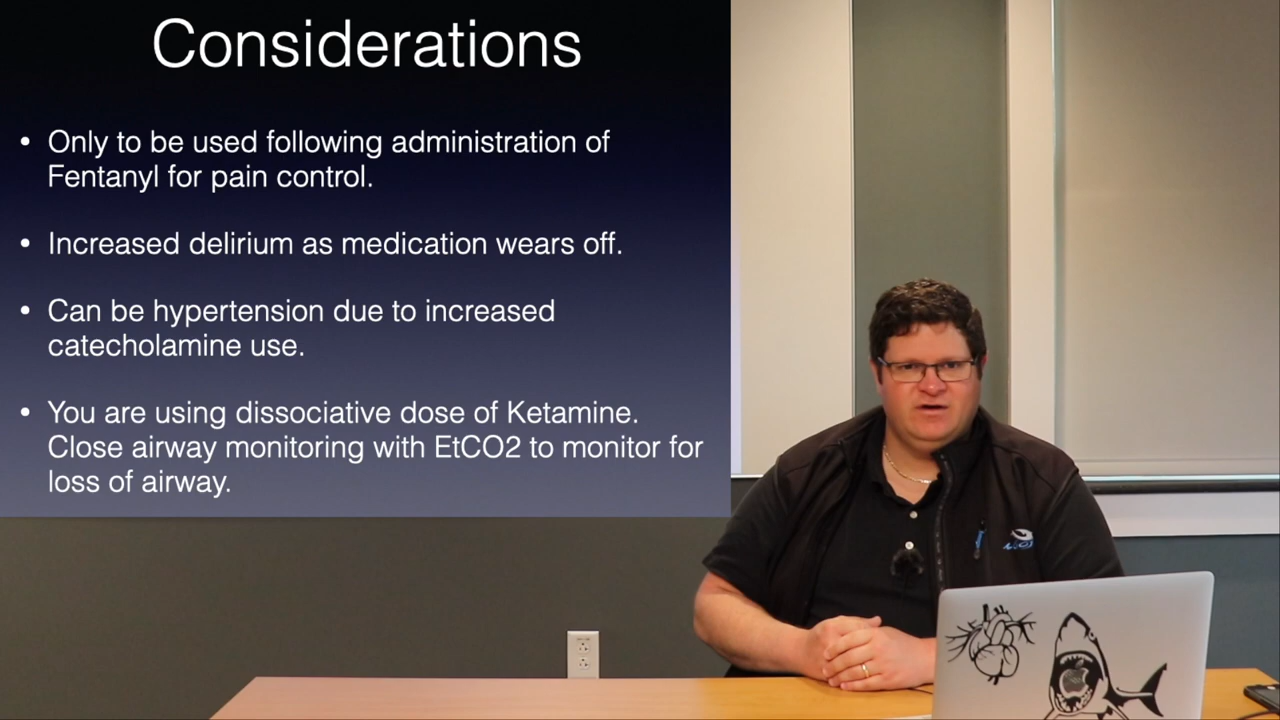 Considerations
• Only to be used following administration of
Fentanyl for pain control.
• Increased delirium as medication wears off.
• Can be hypertension due to increased
catecholamine use.
• You are using dissociative dose of Ketamine.
Close airway monitoring with EtCO2 to monitor for
loss of airway.